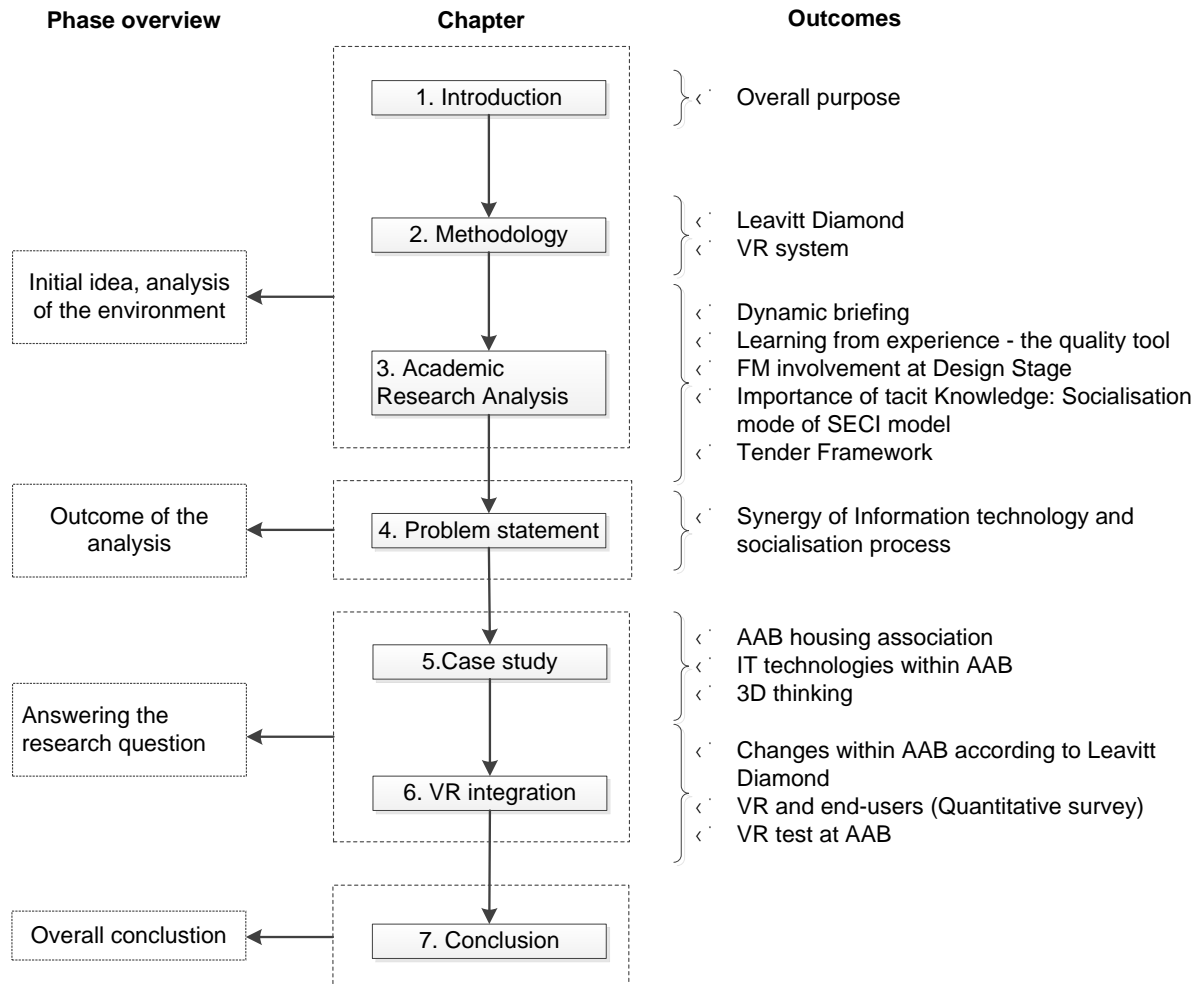 Phase overview
Chapter
Outcomes
1. Introduction
Overall purpose
2. Methodology
Leavitt Diamond
VR system
Initial idea, analysis
of the environment
3. Academic
Research Analysis
Dynamic briefing
Learning from experience - the quality tool
FM involvement at Design Stage
Importance of tacit Knowledge: Socialisation
mode of SECI model
Tender Framework
Outcome of the
analysis
4. Problem statement
Synergy of Information technology and
socialisation process
5.Case study
AAB housing association
IT technologies within AAB
3D thinking
Answering the
research question
6. VR integration
Changes within AAB according to Leavitt
Diamond
VR and end-users (Quantitative survey)
VR test at AAB
Overall conclustion
7. Conclusion